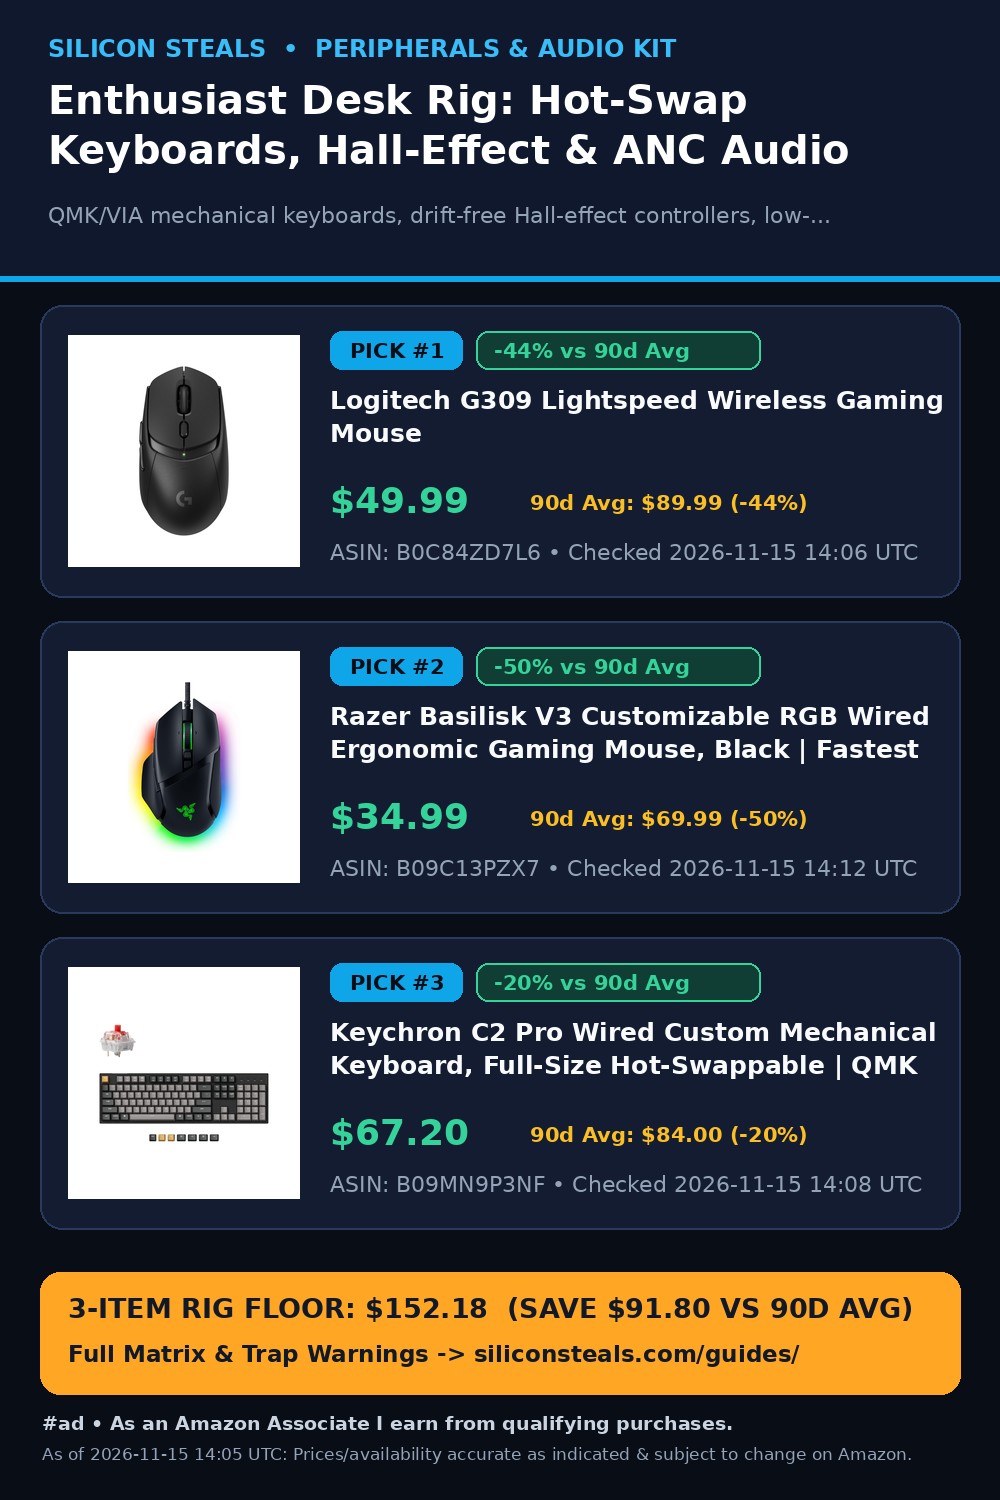 SILICON STEALS • PERIPHERALS & AUDIO KIT
Enthusiast Desk Rig: Hot-Swap
Keyboards, Hall-Effect & ANC Audio
QMK/VIA mechanical keyboards, drift-free Hall-effect controllers, low-...
PICK #1
-44% vs 90d Avg
Logitech G309 Lightspeed Wireless Gaming
Mouse
$49.99
90d Avg: $89.99 (-44%)
ASIN: B0C84ZD7L6 • Checked 2026-11-15 14:06 UTC
PICK #2
-50% vs 90d Avg
Razer Basilisk V3 Customizable RGB Wired
Ergonomic Gaming Mouse, Black | Fastest
$34.99
90d Avg: $69.99 (-50%)
ASIN: B09C13PZX7 • Checked 2026-11-15 14:12 UTC
PICK #3
-20% vs 90d Avg
Keychron C2 Pro Wired Custom Mechanical
Keyboard, Full-Size Hot-Swappable | QMK
$67.20
90d Avg: $84.00 (-20%)
ASIN: B09MN9P3NF • Checked 2026-11-15 14:08 UTC
3-ITEM RIG FLOOR: $152.18 (SAVE $91.80 VS 90D AVG)
Full Matrix & Trap Warnings -> siliconsteals.com/guides/
#ad • As an Amazon Associate I earn from qualifying purchases.
As of 2026-11-15 14:05 UTC: Prices/availability accurate as indicated & subject to change on Amazon.